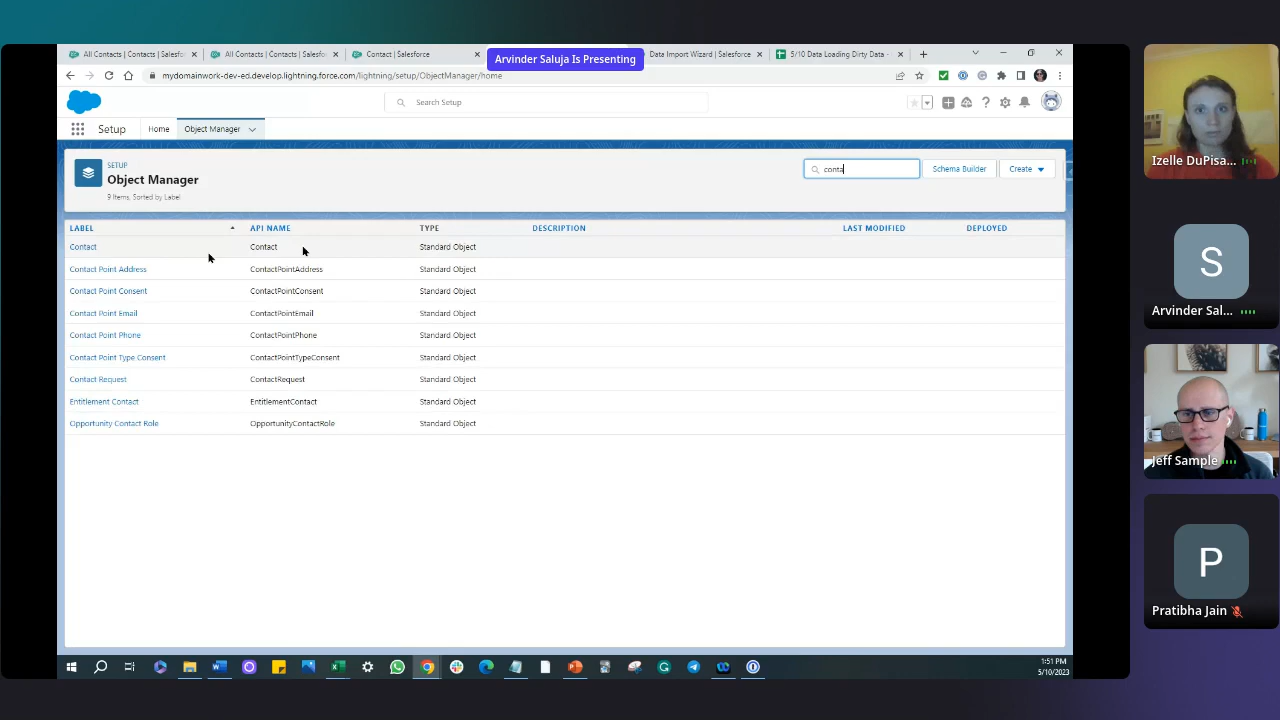 All Contacts | Contacts | Salesfo
All Contacts | Contacts | Salesfo
Contact | Salesforce
Arvinder Saluja Is Presenting
Data Import Wizard | Salesforce
5/10 Data Loading Dirty Data -
mydomainwork-dev-ed.develop.lightning.force.com/lightning/setup/ObjectManager/home
Search Setup
Setup
Home
Object Manager
SETUP
Object Manager
9 Items, Sorted by Label
conta
Schema Builder
Create
LABEL API NAME TYPE DESCRIPTION LAST MODIFIED DEPLOYED
Contact Contact Standard Object
Contact Point Address ContactPointAddress Standard Object
Contact Point Consent ContactPointConsent Standard Object
Contact Point Email ContactPointEmail Standard Object
Contact Point Phone ContactPointPhone Standard Object
Contact Point Type Consent ContactPointTypeConsent Standard Object
Contact Request ContactRequest Standard Object
Entitlement Contact EntitlementContact Standard Object
Opportunity Contact Role OpportunityContactRole Standard Object
1:51 PM
5/10/2023
Izelle DuPisa...
S
Arvinder Sal...
Jeff Sample
P
Pratibha Jain